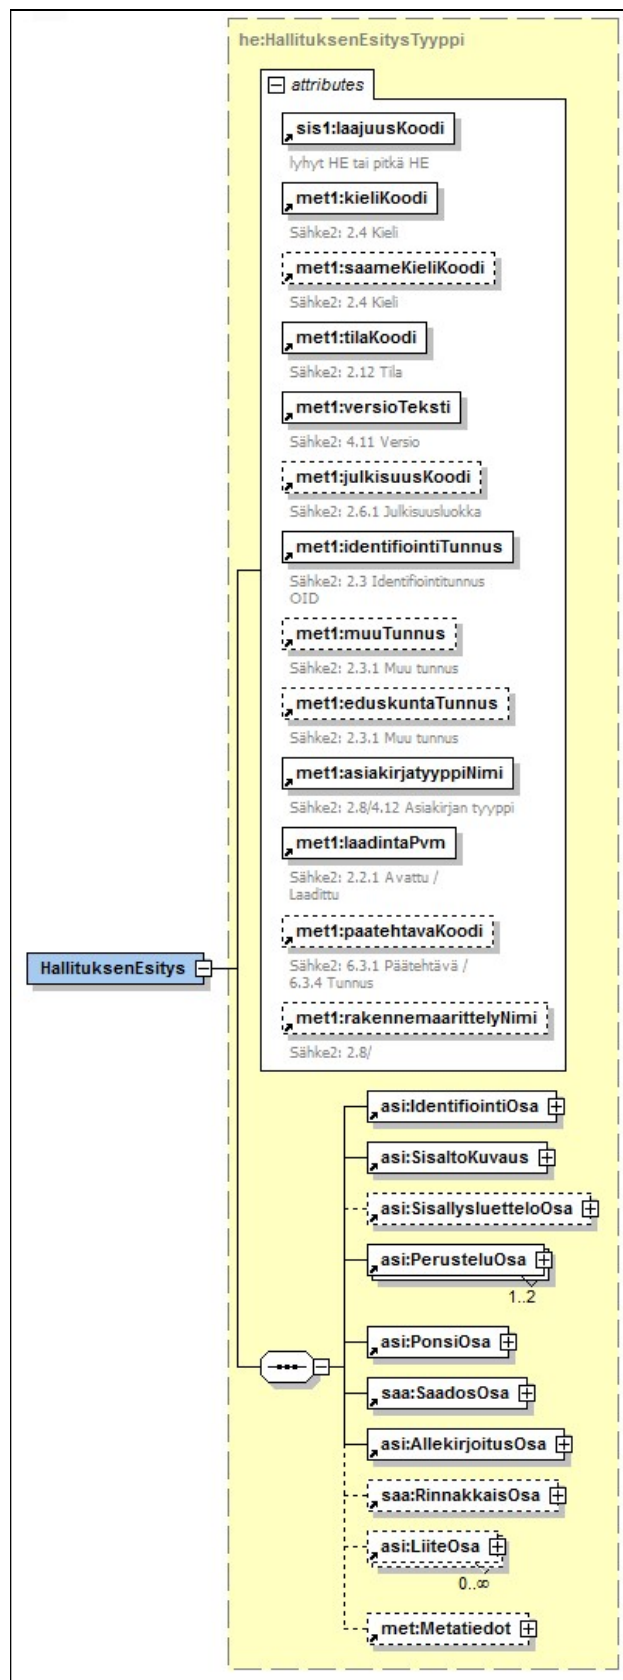 he:HallituksenEsitysTyyppi
attributes
sis1:laajuusKoodi
lyhyt HE tai pitkä HE
met1:kieliKoodi
Sähke2: 2.4 Kieli
met1:saameKieliKoodi
Sähke2: 2.4 Kieli
met1:tilaKoodi
Sähke2: 2.12 Tila
met1:versioTeksti
Sähke2: 4.11 Versio
met1:julkisuusKoodi
Sähke2: 2.6.1 Julkisuusluokka
met1:identifiointiTunnus
Sähke2: 2.3 Identifiointitunnus
OID
met1:muuTunnus
Sähke2: 2.3.1 Muu tunnus
met1:eduskuntaTunnus
Sähke2: 2.3.1 Muu tunnus
met1:asiakirjatyyppiNimi
Sähke2: 2.8/4.12 Asiakirjan tyyppi
met1:laadintaPvm
Sähke2: 2.2.1 Avattu /
Laadittu
met1:paatehtavaKoodi
Sähke2: 6.3.1 Päätehtävä /
6.3.4 Tunnus
met1:rakennemaarittelyNimi
Sähke2: 2.8/
HallituksenEsitys
asi:IdentifiointiOsa
asi:SisaltoKuvaus
asi:SisallysluetteloOsa
asi:PerusteluOsa
1..2
asi:PonsiOsa
saa:SaadosOsa
asi:AllekirjoitusOsa
saa:RinnakkaisOsa
asi:LiiteOsa
0..∞
met:Metatiedot